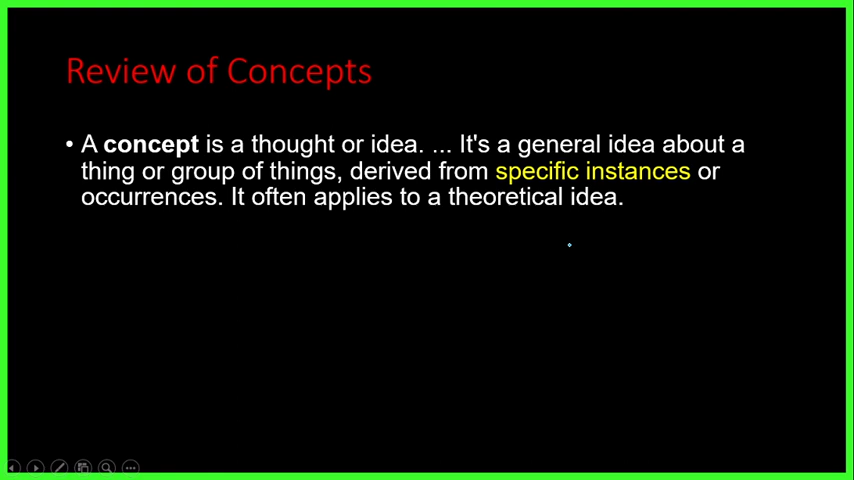 Review of Concepts
• A concept is a thought or idea. ... It's a general idea about a
thing or group of things, derived from specific instances or
occurrences. It often applies to a theoretical idea.